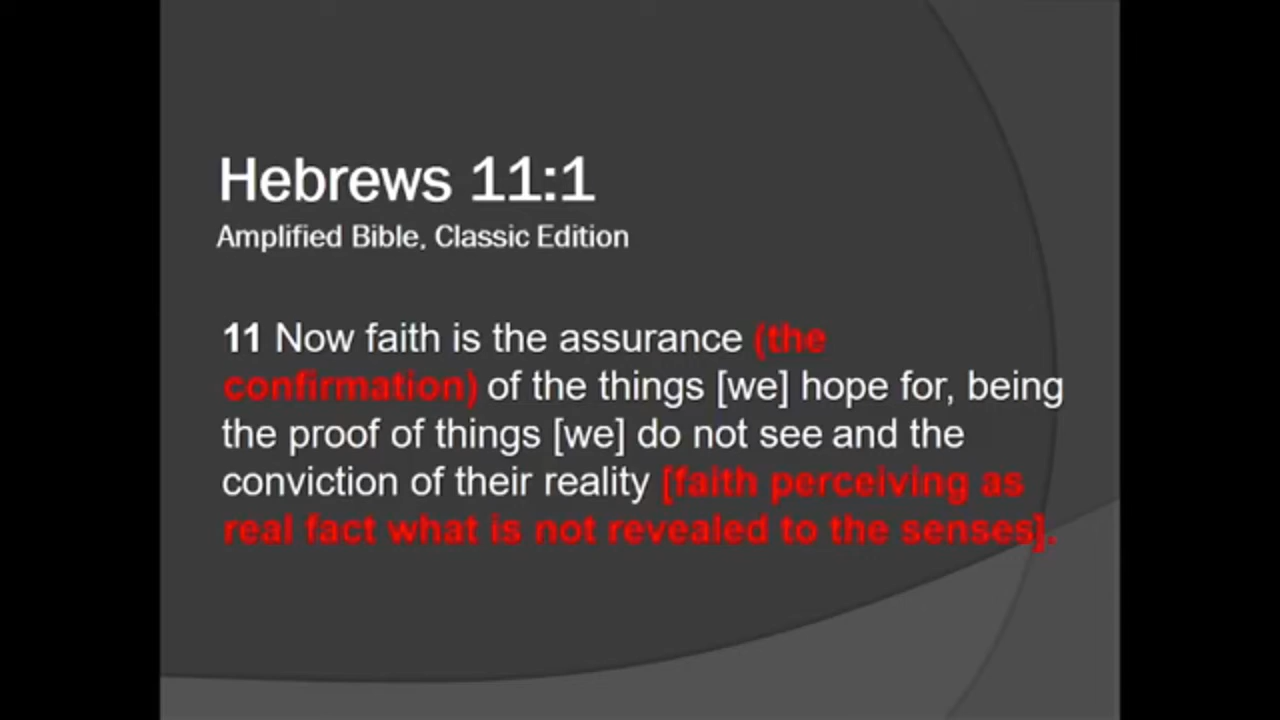 Hebrews 11:1
Amplified Bible, Classic Edition
11 Now faith is the assurance (the
confirmation) of the things [we] hope for, being
the proof of things [we] do not see and the
conviction of their reality [faith perceiving as
real fact what is not revealed to the senses].